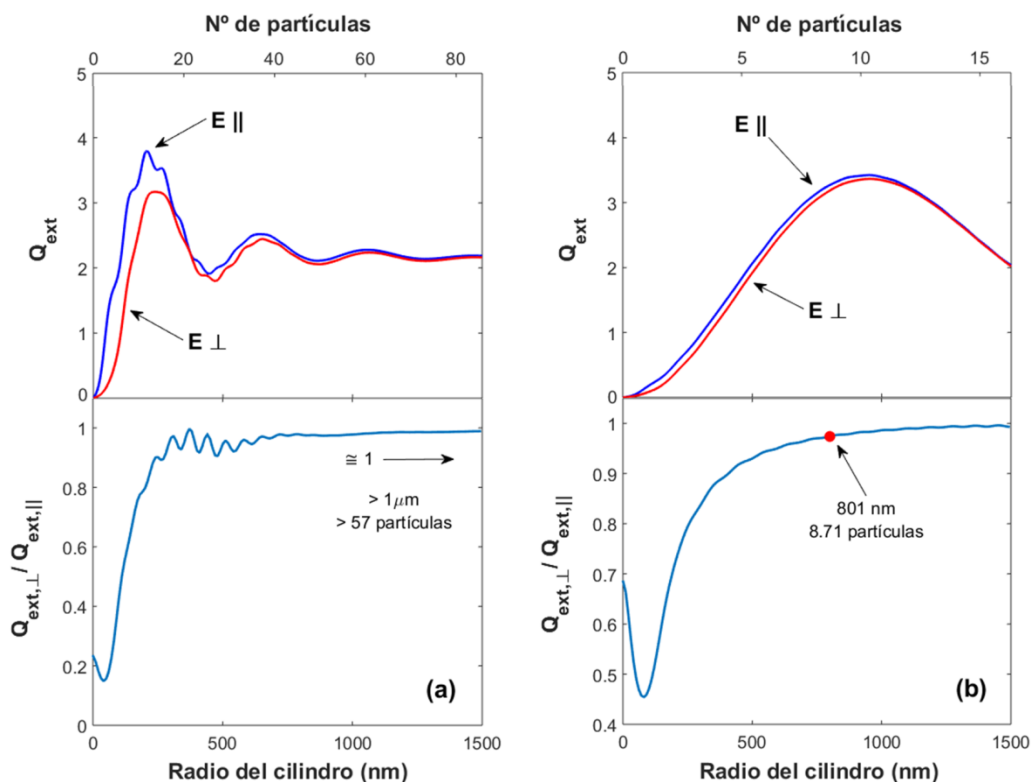 Nº de partículas
0 20 40 60 80
5
4
3
2
1
0
Q_ext
E ||
E ⊥
1
0.8
0.6
0.4
0.2
0
Q_ext,⊥ / Q_ext,||
≅ 1
> 1μm
> 57 partículas
(a)
0 500 1000 1500
Radio del cilindro (nm)
Nº de partículas
0 5 10 15
5
4
3
2
1
0
Q_ext
E ||
E ⊥
1
0.9
0.8
0.7
0.6
0.5
0.4
Q_ext,⊥ / Q_ext,||
801 nm
8.71 partículas
(b)
0 500 1000 1500
Radio del cilindro (nm)